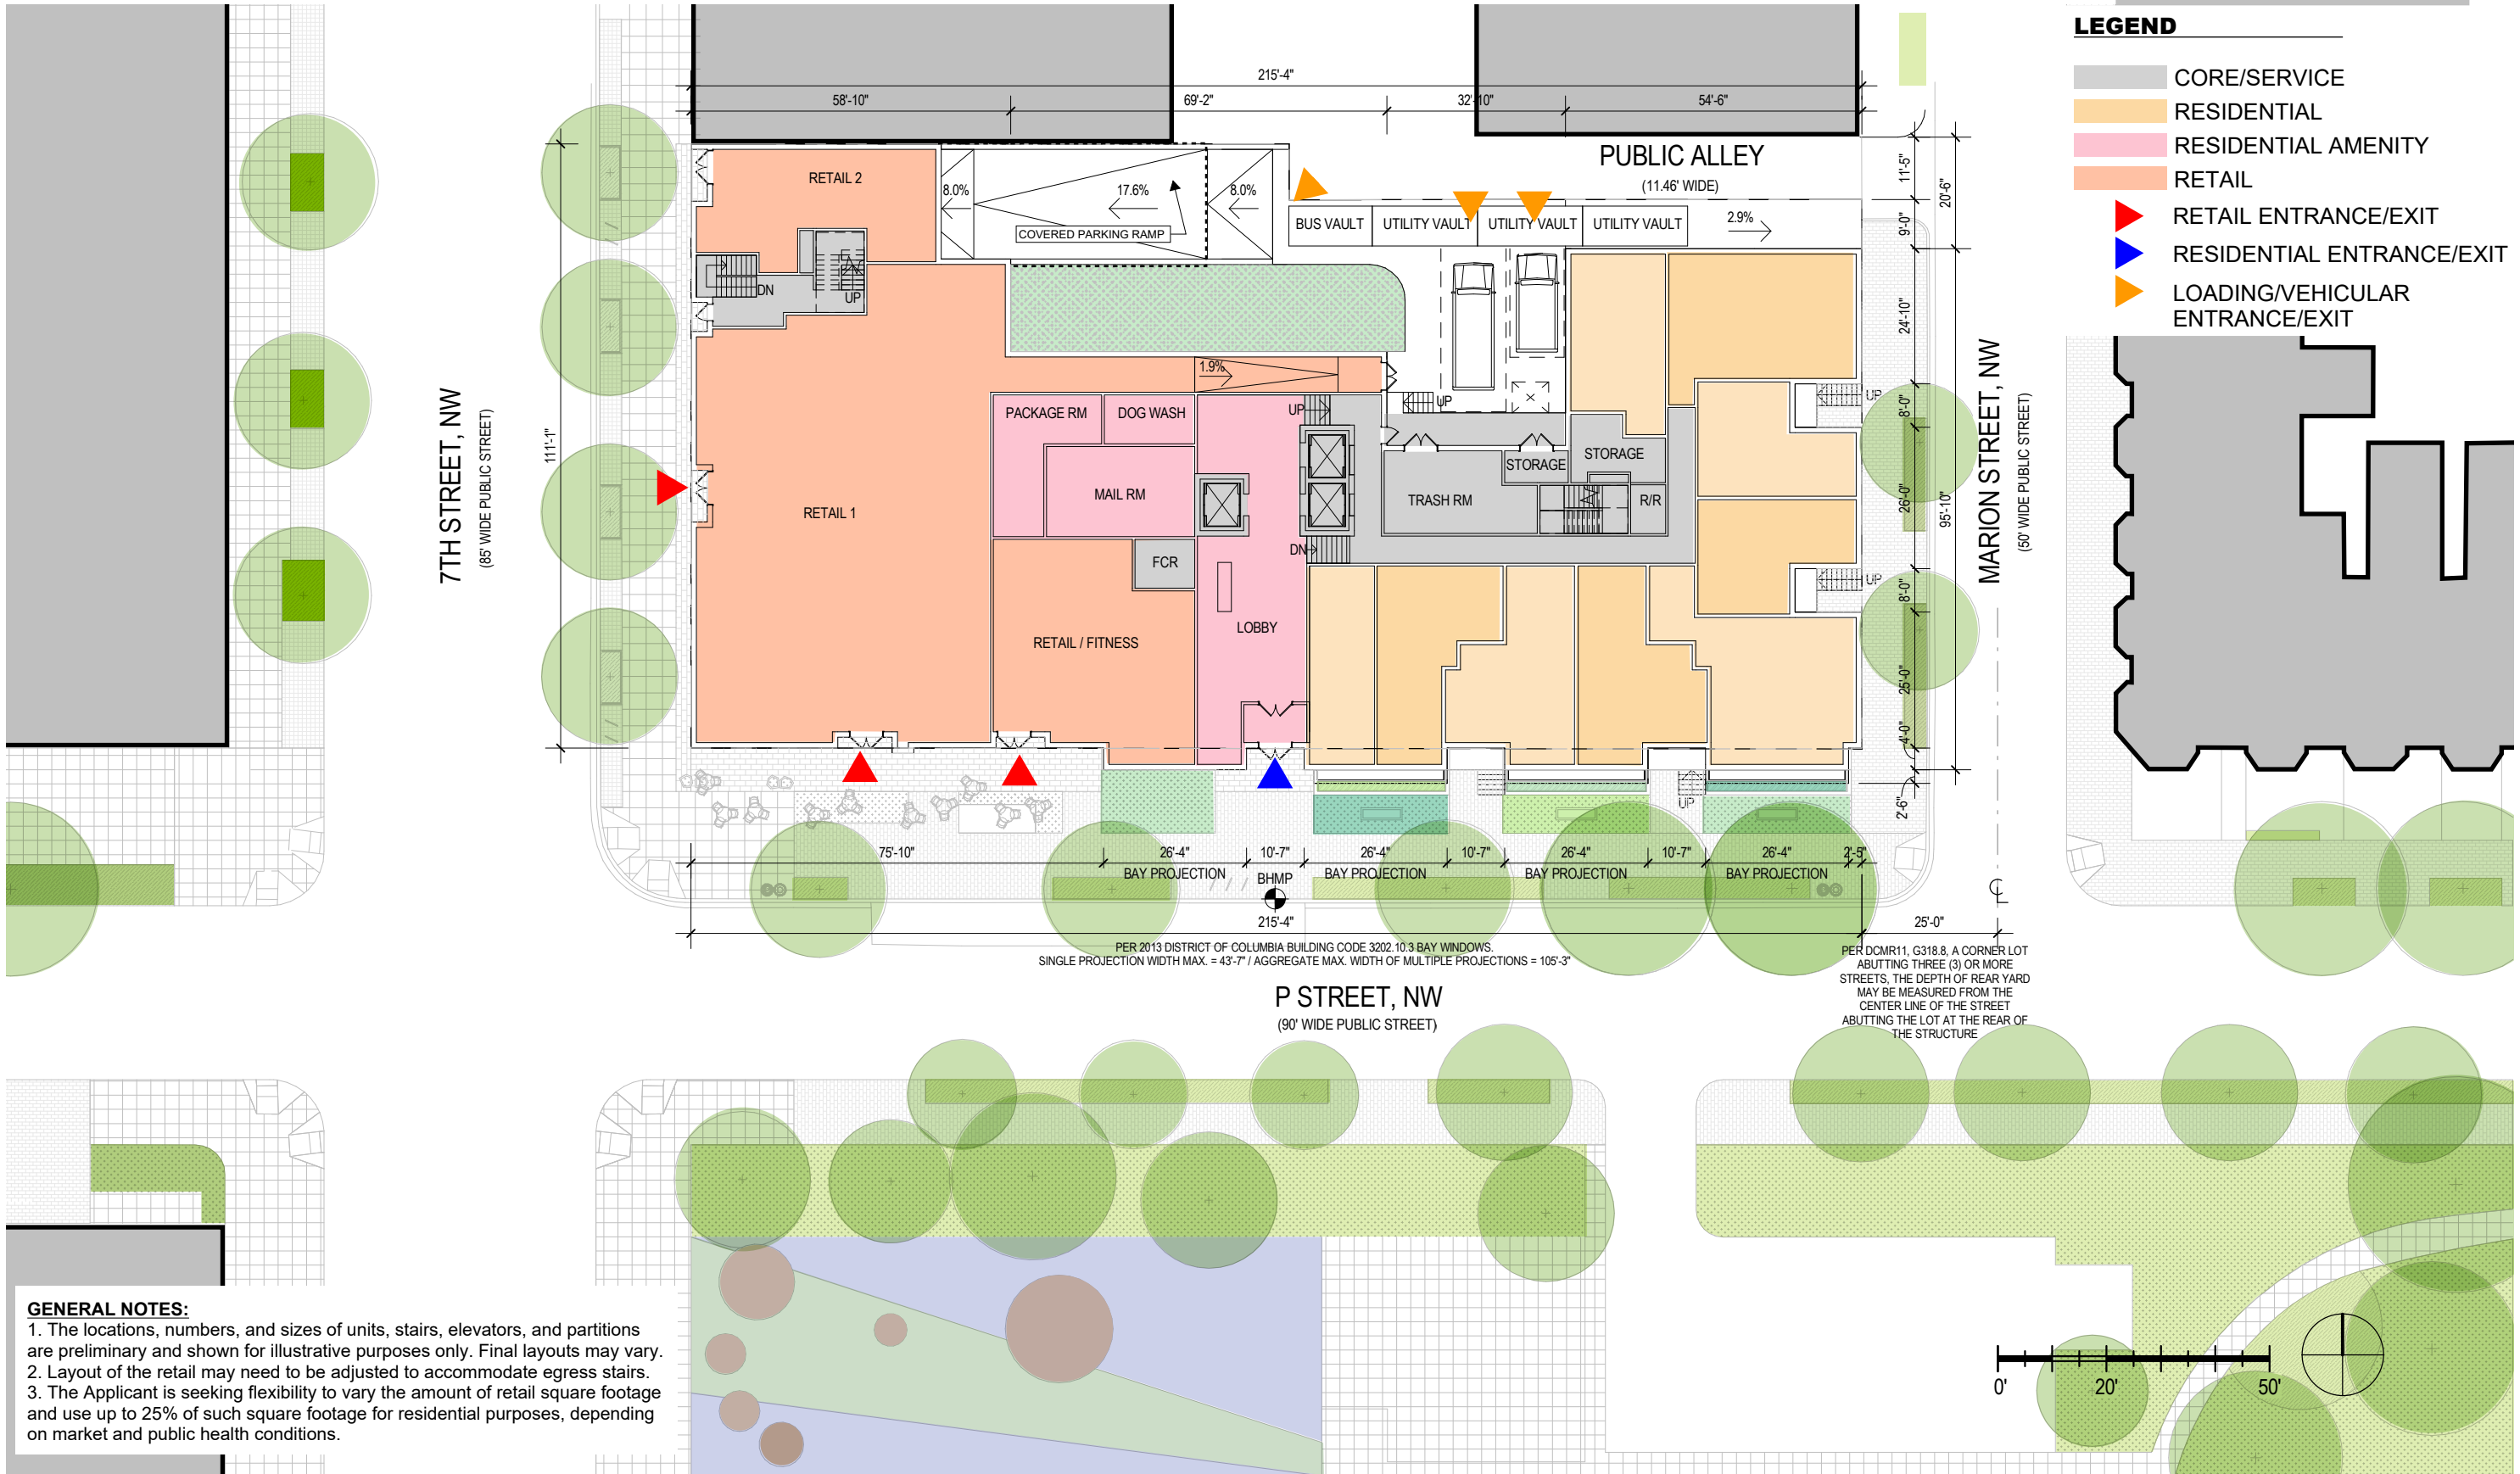 LEGEND
CORE/SERVICE
RESIDENTIAL
RESIDENTIAL AMENITY
RETAIL
RETAIL ENTRANCE/EXIT
RESIDENTIAL ENTRANCE/EXIT
LOADING/VEHICULAR
ENTRANCE/EXIT
215'-4"
58'-10"
69'-2"
32'-10"
54'-6"
PUBLIC ALLEY
(11.46' WIDE)
11'-5"
20'-6"
9'-0"
RETAIL 2
8.0%
17.6%
8.0%
COVERED PARKING RAMP
BUS VAULT
UTILITY VAULT
UTILITY VAULT
UTILITY VAULT
2.9%
DN
UP
24'-10"
8'-0"
26'-0"
95'-10"
8'-0"
25'-0"
4'-0"
2'-6"
7TH STREET, NW
(85' WIDE PUBLIC STREET)
111'-1"
MARION STREET, NW
(50' WIDE PUBLIC STREET)
1.9%
PACKAGE RM
DOG WASH
UP
UP
UP
MAIL RM
STORAGE
STORAGE
TRASH RM
R/R
RETAIL 1
DN
FCR
UP
RETAIL / FITNESS
LOBBY
UP
75'-10"
26'-4"
10'-7"
26'-4"
10'-7"
26'-4"
10'-7"
26'-4"
2'-5"
BAY PROJECTION
BHMP
BAY PROJECTION
BAY PROJECTION
BAY PROJECTION
215'-4"
25'-0"
PER 2013 DISTRICT OF COLUMBIA BUILDING CODE 3202.10.3 BAY WINDOWS.
SINGLE PROJECTION WIDTH MAX. = 43'-7" / AGGREGATE MAX. WIDTH OF MULTIPLE PROJECTIONS = 105'-3"
PER DCMR11, G318.8, A CORNER LOT
ABUTTING THREE (3) OR MORE
STREETS, THE DEPTH OF REAR YARD
MAY BE MEASURED FROM THE
CENTER LINE OF THE STREET
ABUTTING THE LOT AT THE REAR OF
THE STRUCTURE
P STREET, NW
(90' WIDE PUBLIC STREET)
GENERAL NOTES:
1. The locations, numbers, and sizes of units, stairs, elevators, and partitions
are preliminary and shown for illustrative purposes only. Final layouts may vary.
2. Layout of the retail may need to be adjusted to accommodate egress stairs.
3. The Applicant is seeking flexibility to vary the amount of retail square footage
and use up to 25% of such square footage for residential purposes, depending
on market and public health conditions.
0'
20'
50'